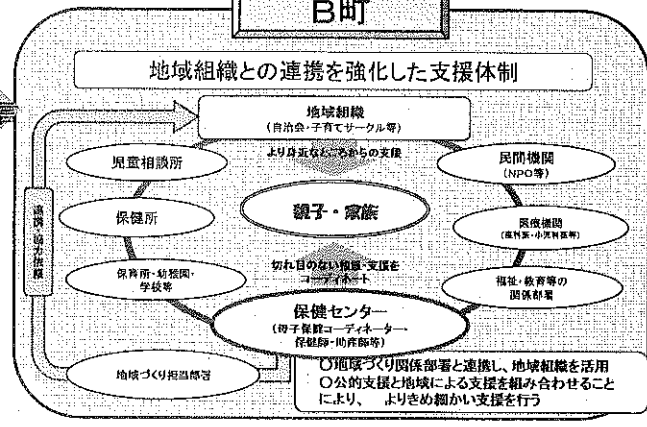 B町
地域組織との連携を強化した支援体制
地域組織
(自治会・子育てサークル等)
より身近なところからの支援
児童相談所
民間機関
(NPO等)
保健所
親子・家族
医療機関
(産科医・小児科医等)
連携・協力依頼
保育所・幼稚園・
学校等
切れ目のない相談・支援を
コーディネート
福祉・教育等の
関係部署
保健センター
(母子保健コーディネーター・
保健師・助産師等)
地域づくり担当部署
○地域づくり関係部署と連携し、地域組織を活用
○公的支援と地域による支援を組み合わせること
により、 よりきめ細かい支援を行う